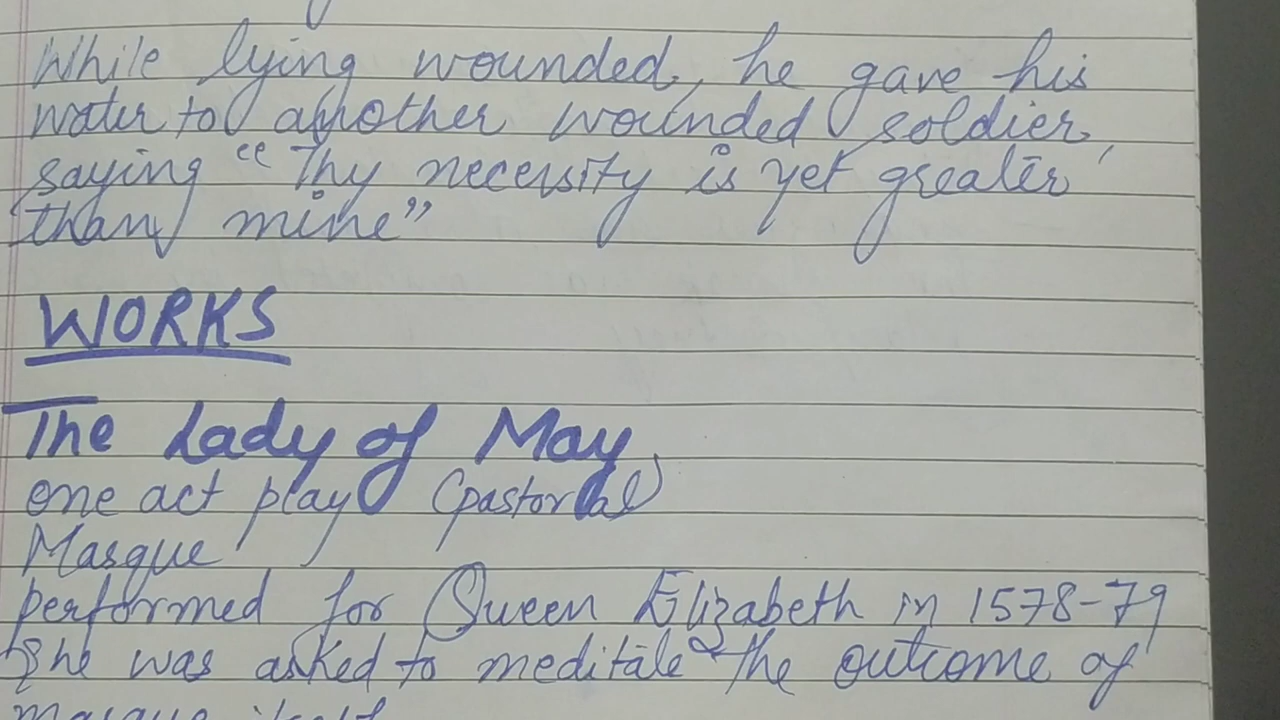 While lying wounded, he gave his
water to another wounded soldier,
saying "Thy necessity is yet greater
than mine"
WORKS
The Lady of May
one act play (pastoral)
Masque
performed for Queen Elizabeth in 1578-79
She was asked to meditate the outcome of
masque itself